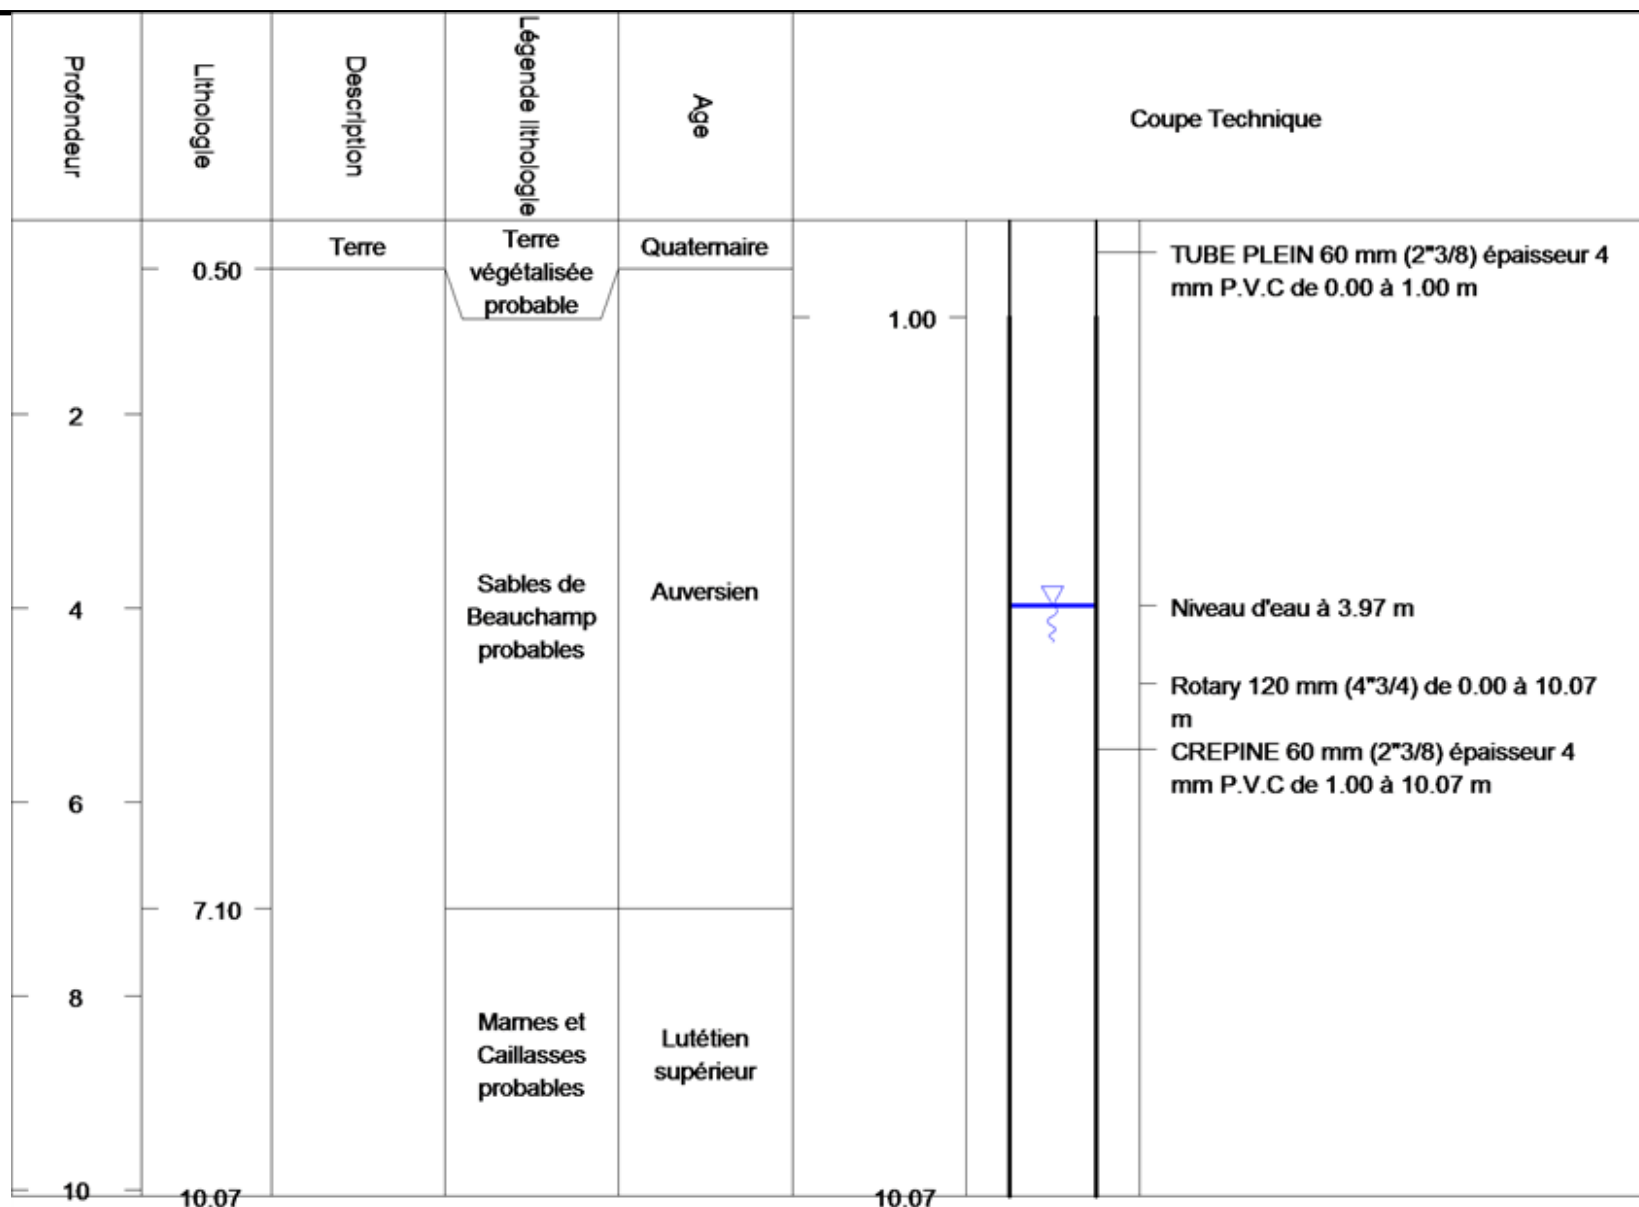 Profondeur
Lithologie
Description
Légende lithologie
Age
Coupe Technique
Terre
Terre
végétalisée
probable
Quaternaire
0.50
TUBE PLEIN 60 mm (2"3/8) épaisseur 4
mm P.V.C de 0.00 à 1.00 m
1.00
2
Sables de
Beauchamp
probables
Auversien
4
Niveau d'eau à 3.97 m
Rotary 120 mm (4"3/4) de 0.00 à 10.07
m
CREPINE 60 mm (2"3/8) épaisseur 4
mm P.V.C de 1.00 à 10.07 m
6
7.10
8
Marnes et
Caillasses
probables
Lutétien
supérieur
10
10.07
10.07